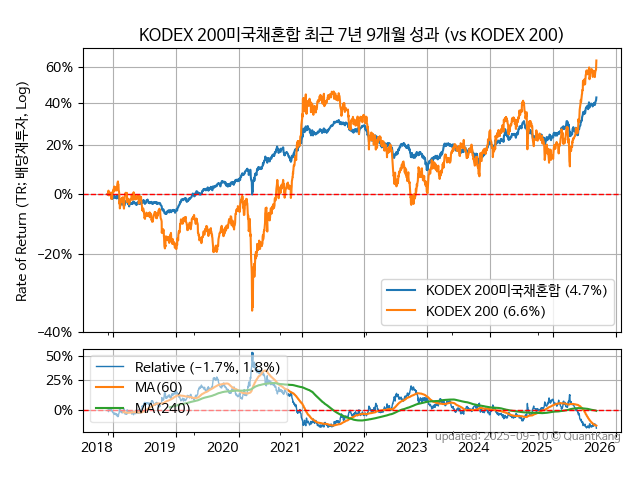 KODEX 200미국채혼합 최근 7년 9개월 성과 (vs KODEX 200)
Rate of Return (TR: 배당재투자, Log)
60%
40%
20%
0%
−20%
−40%
KODEX 200미국채혼합 (4.7%)
KODEX 200 (6.6%)
50%
25%
0%
Relative (−1.7%, 1.8%)
MA(60)
MA(240)
updated: 2025-09-10 © QuantKang
2018 2019 2020 2021 2022 2023 2024 2025 2026